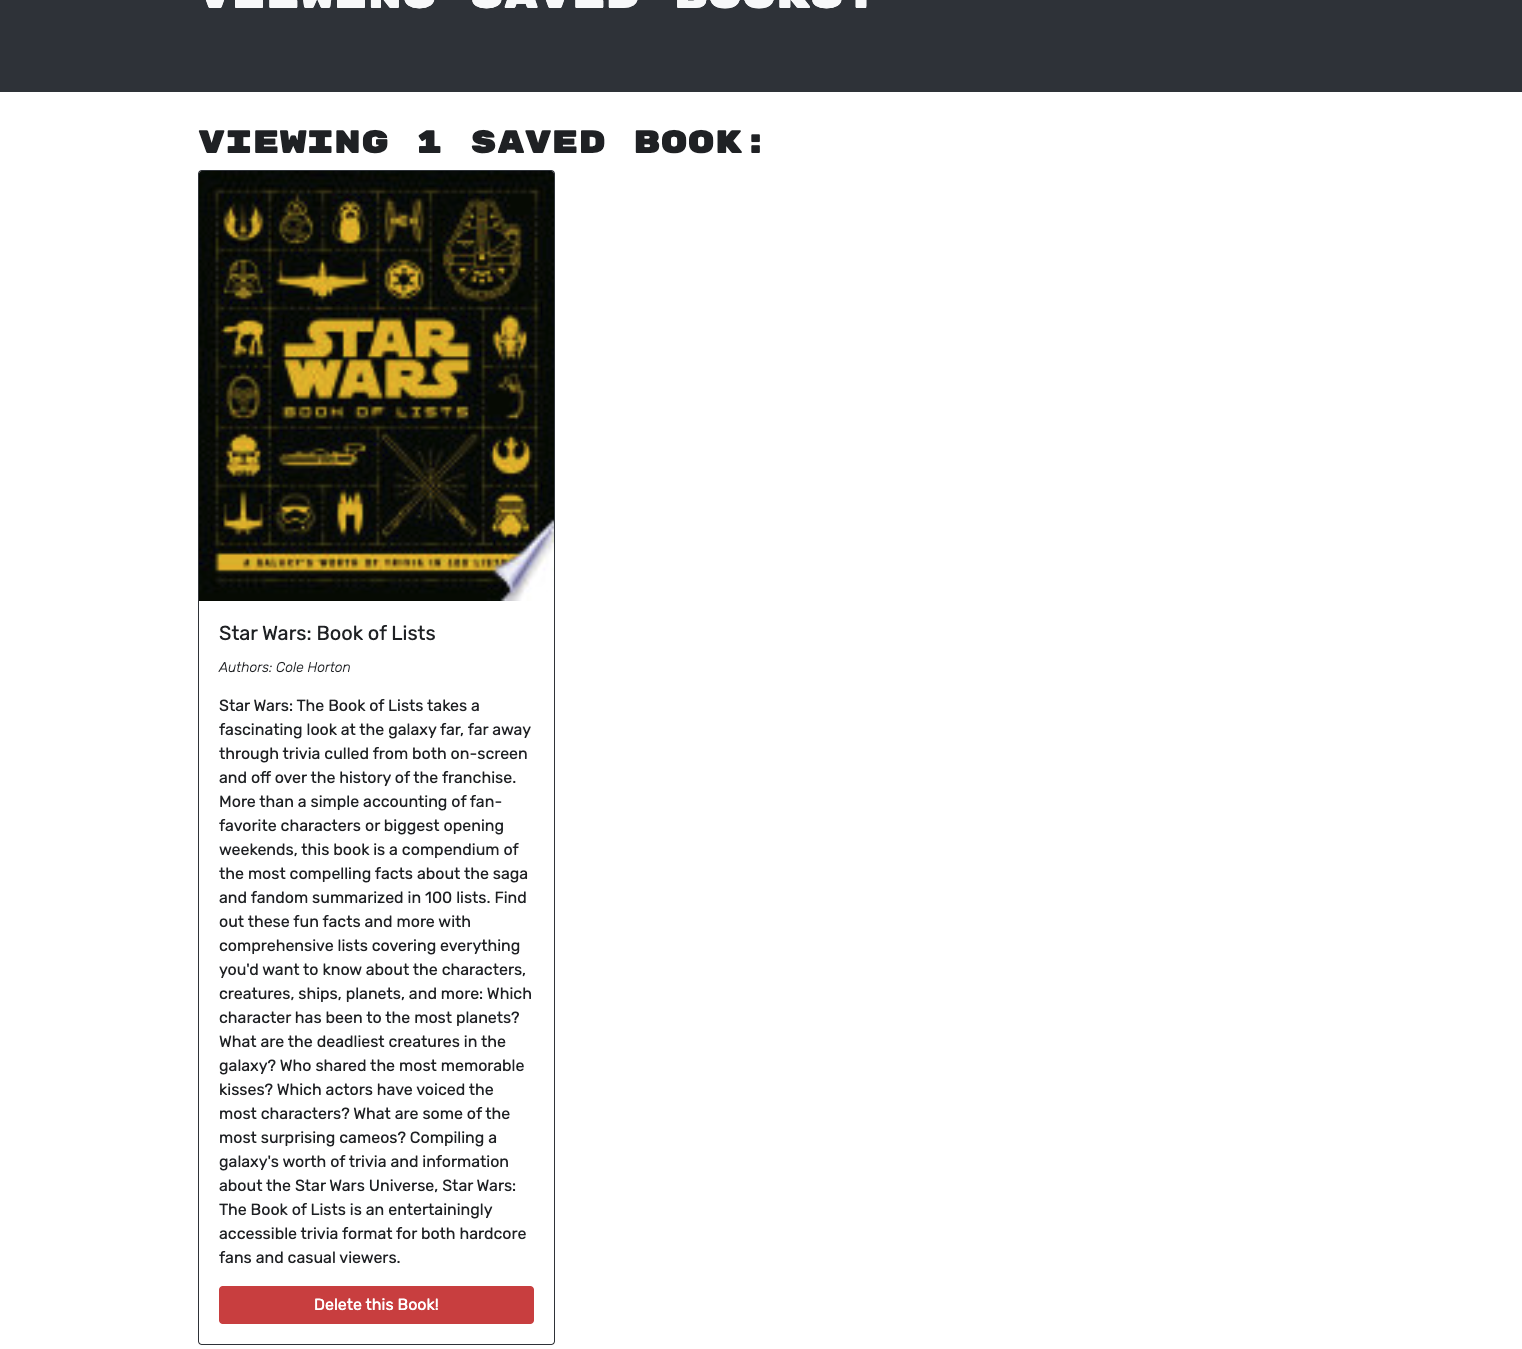 VIEWING SAVED BOOKS!
VIEWING 1 SAVED BOOK:
STAR
WARS
BOOK OF LISTS
A GALAXY'S WORTH OF TRIVIA IN 100 LISTS
Star Wars: Book of Lists
Authors: Cole Horton
Star Wars: The Book of Lists takes a
fascinating look at the galaxy far, far away
through trivia culled from both on-screen
and off over the history of the franchise.
More than a simple accounting of fan-
favorite characters or biggest opening
weekends, this book is a compendium of
the most compelling facts about the saga
and fandom summarized in 100 lists. Find
out these fun facts and more with
comprehensive lists covering everything
you'd want to know about the characters,
creatures, ships, planets, and more: Which
character has been to the most planets?
What are the deadliest creatures in the
galaxy? Who shared the most memorable
kisses? Which actors have voiced the
most characters? What are some of the
most surprising cameos? Compiling a
galaxy's worth of trivia and information
about the Star Wars Universe, Star Wars:
The Book of Lists is an entertainingly
accessible trivia format for both hardcore
fans and casual viewers.
Delete this Book!